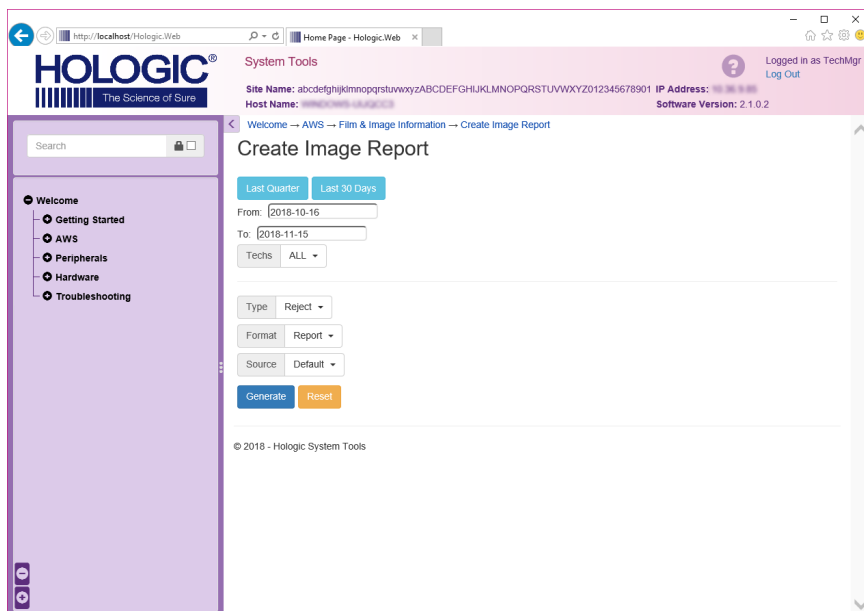 http://localhost/Hologic.Web
Home Page - Hologic.Web
HOLOGIC®
The Science of Sure
System Tools
Logged in as TechMgr
Log Out
Site Name: abcdefghijklmnopqrstuvwxyzABCDEFGHIJKLMNOPQRSTUVWXYZ012345678901 IP Address:
Host Name:
Software Version: 2.1.0.2
Search
Welcome → AWS → Film & Image Information → Create Image Report
Create Image Report
Last Quarter
Last 30 Days
From: 2018-10-16
To: 2018-11-15
Techs ALL
Type Reject
Format Report
Source Default
Generate
Reset
© 2018 - Hologic System Tools
Welcome
Getting Started
AWS
Peripherals
Hardware
Troubleshooting